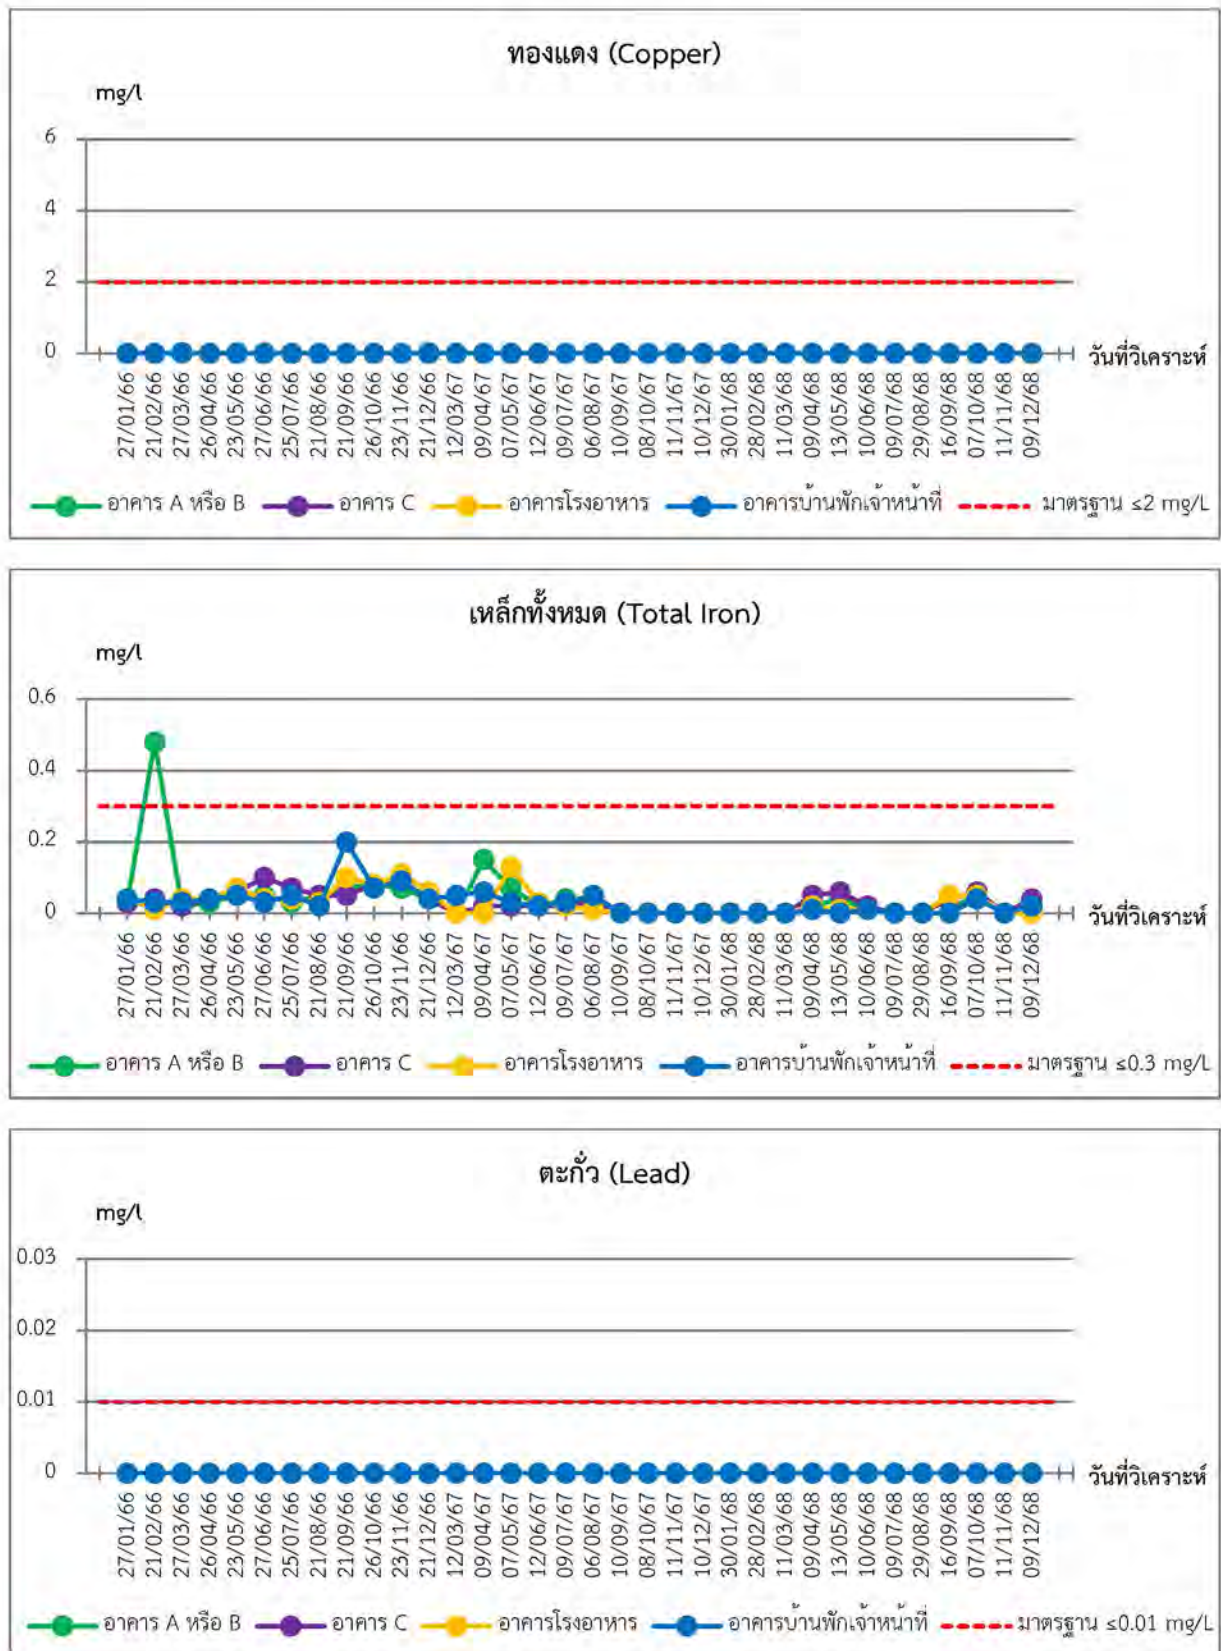 ทองแดง (Copper)
mg/l
6
4
2
0
วันที่วิเคราะห์
27/01/66 21/02/66 27/03/66 26/04/66 23/05/66 27/06/66 25/07/66 21/08/66 21/09/66 26/10/66 23/11/66 21/12/66 12/03/67 09/04/67 07/05/67 12/06/67 09/07/67 06/08/67 10/09/67 08/10/67 11/11/67 10/12/67 30/01/68 28/02/68 11/03/68 09/04/68 13/05/68 10/06/68 09/07/68 29/08/68 16/09/68 07/10/68 11/11/68 09/12/68
อาคาร A หรือ B อาคาร C อาคารโรงอาหาร อาคารบ้านพักเจ้าหน้าที่ มาตรฐาน ≤2 mg/L
เหล็กทั้งหมด (Total Iron)
mg/l
0.6
0.4
0.2
0
วันที่วิเคราะห์
27/01/66 21/02/66 27/03/66 26/04/66 23/05/66 27/06/66 25/07/66 21/08/66 21/09/66 26/10/66 23/11/66 21/12/66 12/03/67 09/04/67 07/05/67 12/06/67 09/07/67 06/08/67 10/09/67 08/10/67 11/11/67 10/12/67 30/01/68 28/02/68 11/03/68 09/04/68 13/05/68 10/06/68 09/07/68 29/08/68 16/09/68 07/10/68 11/11/68 09/12/68
อาคาร A หรือ B อาคาร C อาคารโรงอาหาร อาคารบ้านพักเจ้าหน้าที่ มาตรฐาน ≤0.3 mg/L
ตะกั่ว (Lead)
mg/l
0.03
0.02
0.01
0
วันที่วิเคราะห์
27/01/66 21/02/66 27/03/66 26/04/66 23/05/66 27/06/66 25/07/66 21/08/66 21/09/66 26/10/66 23/11/66 21/12/66 12/03/67 09/04/67 07/05/67 12/06/67 09/07/67 06/08/67 10/09/67 08/10/67 11/11/67 10/12/67 30/01/68 28/02/68 11/03/68 09/04/68 13/05/68 10/06/68 09/07/68 29/08/68 16/09/68 07/10/68 11/11/68 09/12/68
อาคาร A หรือ B อาคาร C อาคารโรงอาหาร อาคารบ้านพักเจ้าหน้าที่ มาตรฐาน ≤0.01 mg/L